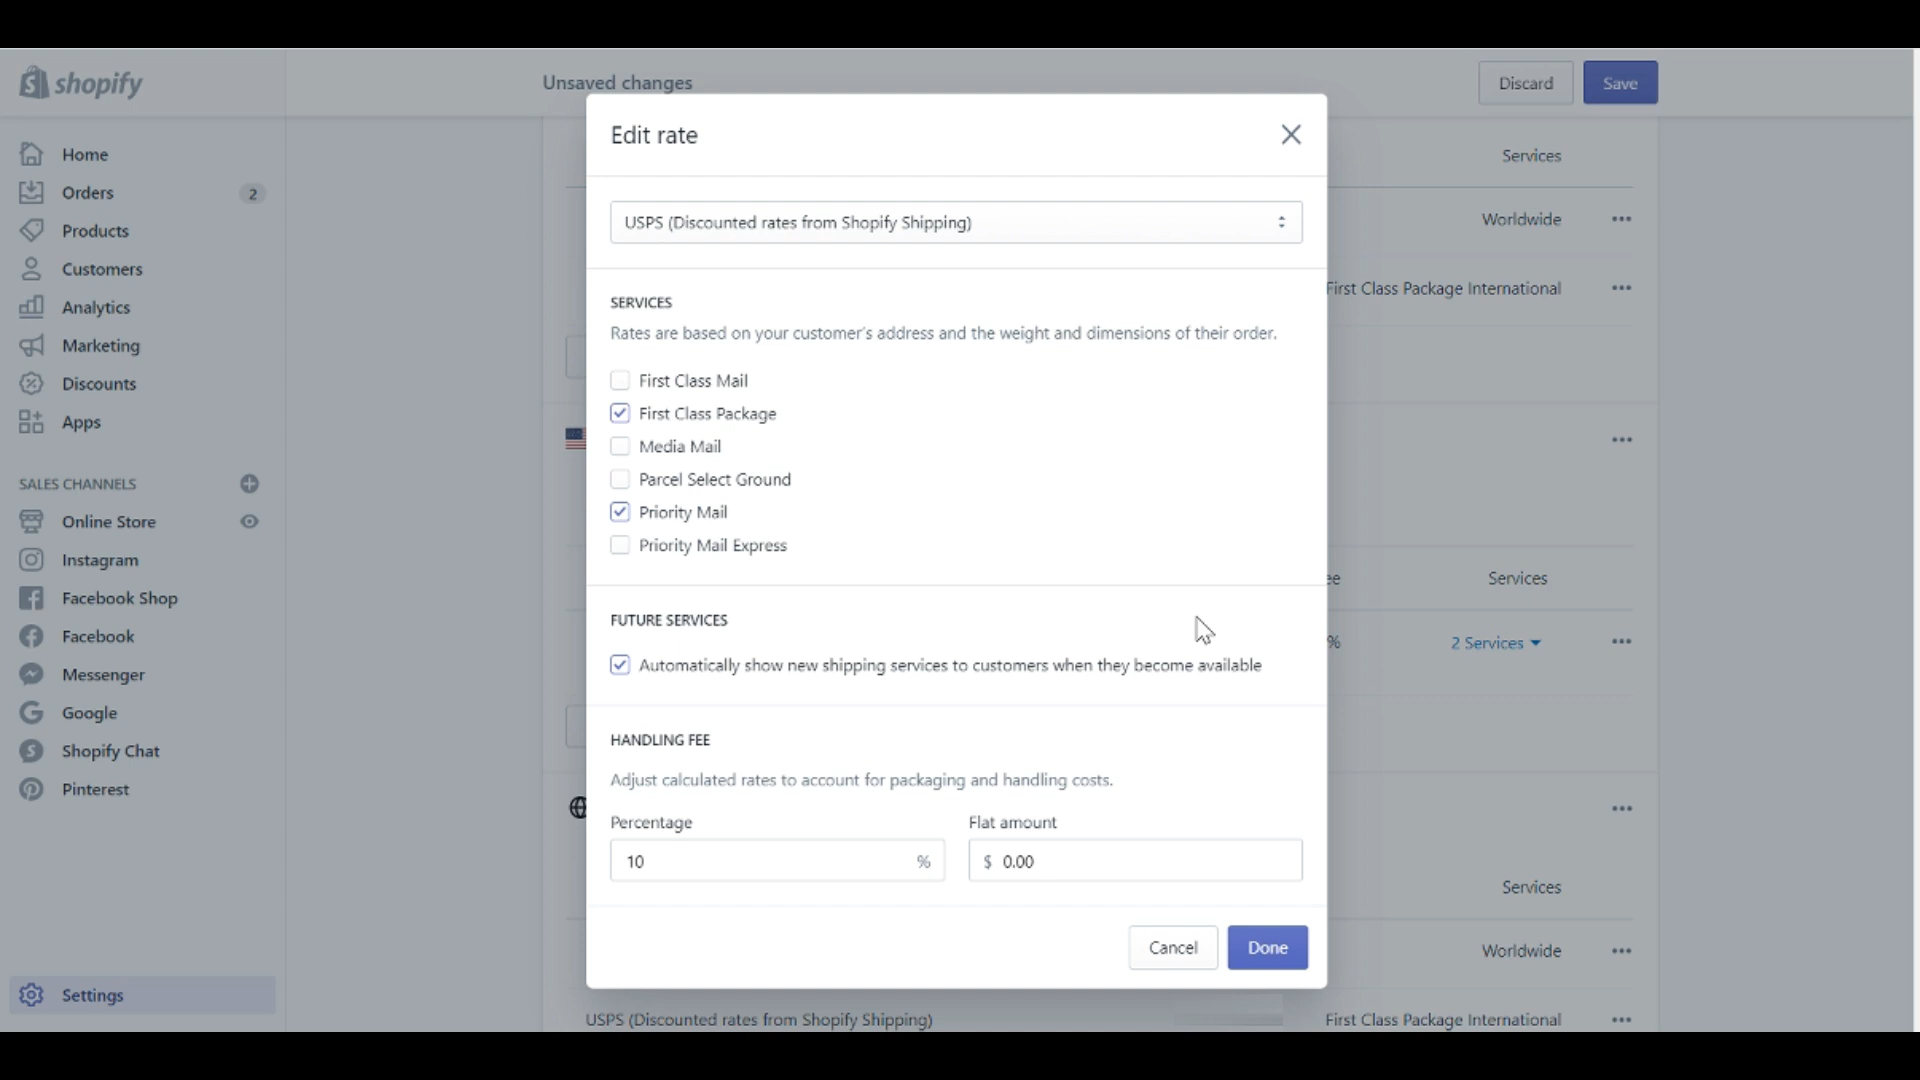 shopify
Unsaved changes
Discard
Save
Home
Orders 2
Products
Customers
Analytics
Marketing
Discounts
Apps
SALES CHANNELS
Online Store
Instagram
Facebook Shop
Facebook
Messenger
Google
Shopify Chat
Pinterest
Settings
Edit rate
USPS (Discounted rates from Shopify Shipping)
SERVICES
Rates are based on your customer's address and the weight and dimensions of their order.
First Class Mail
First Class Package
Media Mail
Parcel Select Ground
Priority Mail
Priority Mail Express
FUTURE SERVICES
Automatically show new shipping services to customers when they become available
HANDLING FEE
Adjust calculated rates to account for packaging and handling costs.
Percentage
Flat amount
10 %
$ 0.00
Cancel
Done
Services
Worldwide
First Class Package International
ee
Services
%
2 Services
Services
Worldwide
USPS (Discounted rates from Shopify Shipping)
First Class Package International